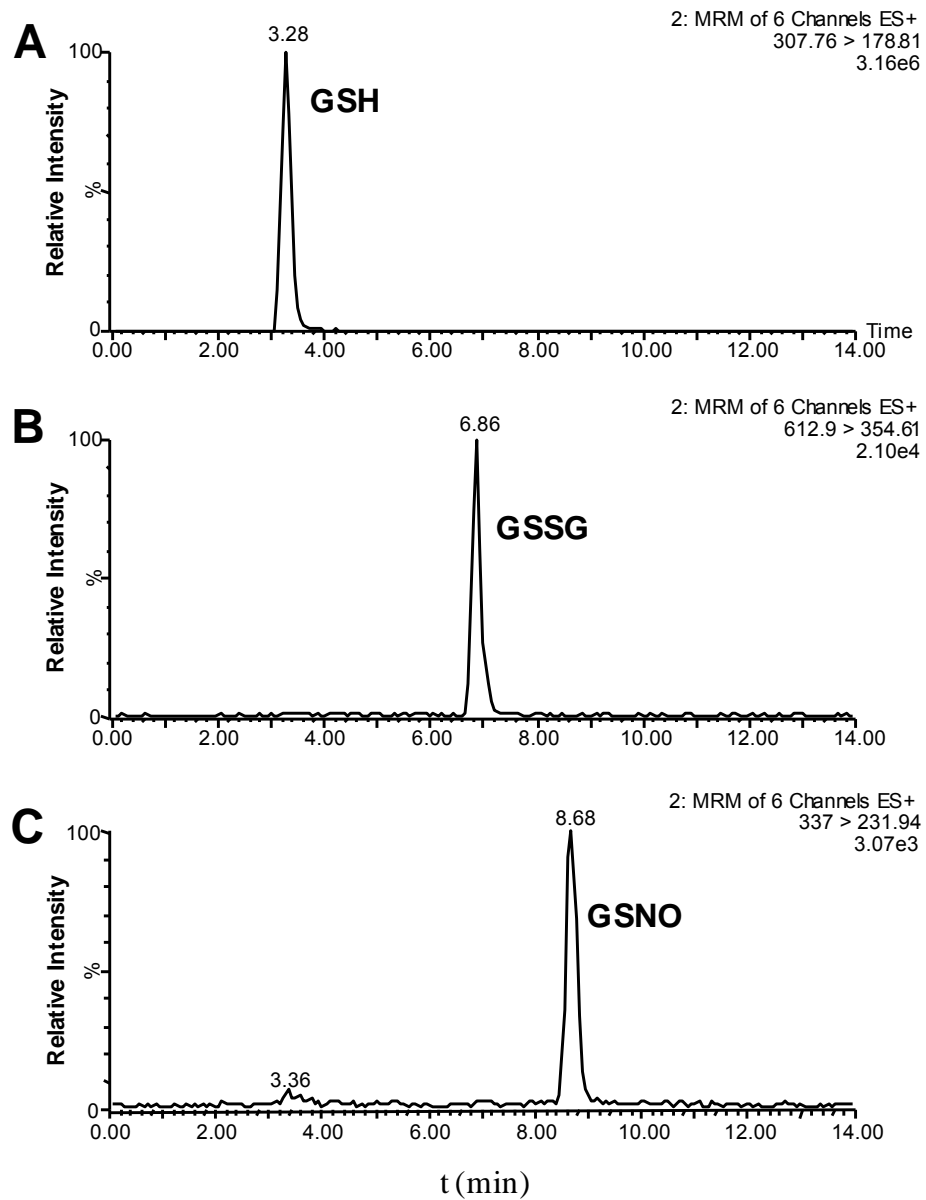 A
2: MRM of 6 Channels ES+
307.76 > 178.81
3.16e6
3.28
100
GSH
Relative Intensity
%
0
0.00 2.00 4.00 6.00 8.00 10.00 12.00 14.00
Time
B
2: MRM of 6 Channels ES+
612.9 > 354.61
2.10e4
6.86
100
GSSG
Relative Intensity
%
0
0.00 2.00 4.00 6.00 8.00 10.00 12.00 14.00
C
2: MRM of 6 Channels ES+
337 > 231.94
3.07e3
8.68
100
GSNO
Relative Intensity
%
3.36
0
0.00 2.00 4.00 6.00 8.00 10.00 12.00 14.00
t (min)